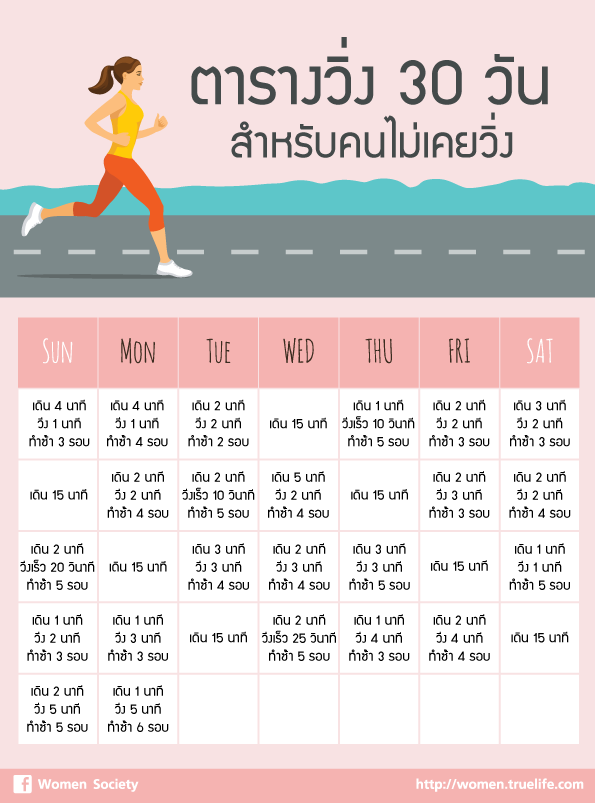 ตารางวิ่ง 30 วัน
สำหรับคนไม่เคยวิ่ง
SUN MON TUE WED THU FRI SAT
เดิน 4 นาที
วิ่ง 1 นาที
ทำซ้ำ 3 รอบ
เดิน 4 นาที
วิ่ง 1 นาที
ทำซ้ำ 4 รอบ
เดิน 2 นาที
วิ่ง 2 นาที
ทำซ้ำ 2 รอบ
เดิน 15 นาที
เดิน 1 นาที
วิ่งเร็ว 10 วินาที
ทำซ้ำ 5 รอบ
เดิน 2 นาที
วิ่ง 2 นาที
ทำซ้ำ 3 รอบ
เดิน 3 นาที
วิ่ง 2 นาที
ทำซ้ำ 3 รอบ
เดิน 15 นาที
เดิน 2 นาที
วิ่ง 2 นาที
ทำซ้ำ 4 รอบ
เดิน 2 นาที
วิ่งเร็ว 10 วินาที
ทำซ้ำ 5 รอบ
เดิน 5 นาที
วิ่ง 2 นาที
ทำซ้ำ 4 รอบ
เดิน 15 นาที
เดิน 2 นาที
วิ่ง 3 นาที
ทำซ้ำ 3 รอบ
เดิน 2 นาที
วิ่ง 2 นาที
ทำซ้ำ 4 รอบ
เดิน 2 นาที
วิ่งเร็ว 20 วินาที
ทำซ้ำ 5 รอบ
เดิน 15 นาที
เดิน 3 นาที
วิ่ง 3 นาที
ทำซ้ำ 4 รอบ
เดิน 2 นาที
วิ่ง 3 นาที
ทำซ้ำ 4 รอบ
เดิน 3 นาที
วิ่ง 3 นาที
ทำซ้ำ 5 รอบ
เดิน 15 นาที
เดิน 1 นาที
วิ่ง 1 นาที
ทำซ้ำ 5 รอบ
เดิน 1 นาที
วิ่ง 2 นาที
ทำซ้ำ 3 รอบ
เดิน 1 นาที
วิ่ง 3 นาที
ทำซ้ำ 3 รอบ
เดิน 15 นาที
เดิน 2 นาที
วิ่งเร็ว 25 วินาที
ทำซ้ำ 5 รอบ
เดิน 1 นาที
วิ่ง 4 นาที
ทำซ้ำ 3 รอบ
เดิน 2 นาที
วิ่ง 4 นาที
ทำซ้ำ 4 รอบ
เดิน 15 นาที
เดิน 2 นาที
วิ่ง 5 นาที
ทำซ้ำ 5 รอบ
เดิน 1 นาที
วิ่ง 5 นาที
ทำซ้ำ 6 รอบ
f Women Society
http://women.truelife.com